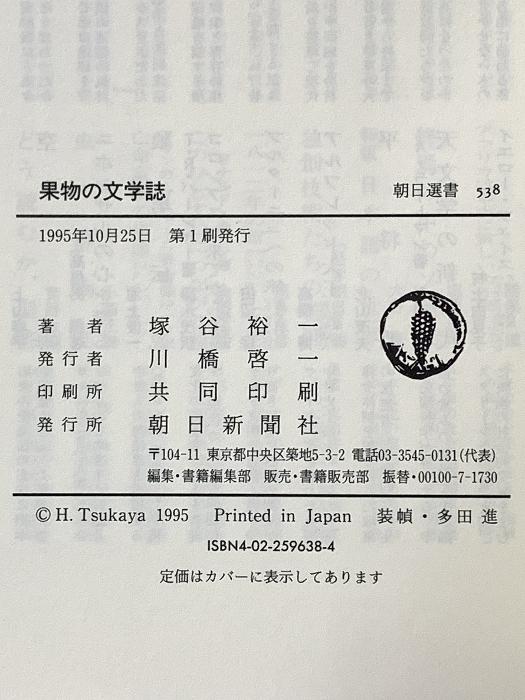 果物の文学誌 朝日選書 538
1995年10月25日 第1刷発行
著者 塚谷裕一
発行者 川橋啓一
印刷所 共同印刷
発行所 朝日新聞社
〒104-11 東京都中央区築地5-3-2 電話03-3545-0131(代表)
編集・書籍編集部 販売・書籍販売部 振替・00100-7-1730
©H. Tsukaya 1995 Printed in Japan 装幀・多田進
ISBN4-02-259638-4
定価はカバーに表示してあります